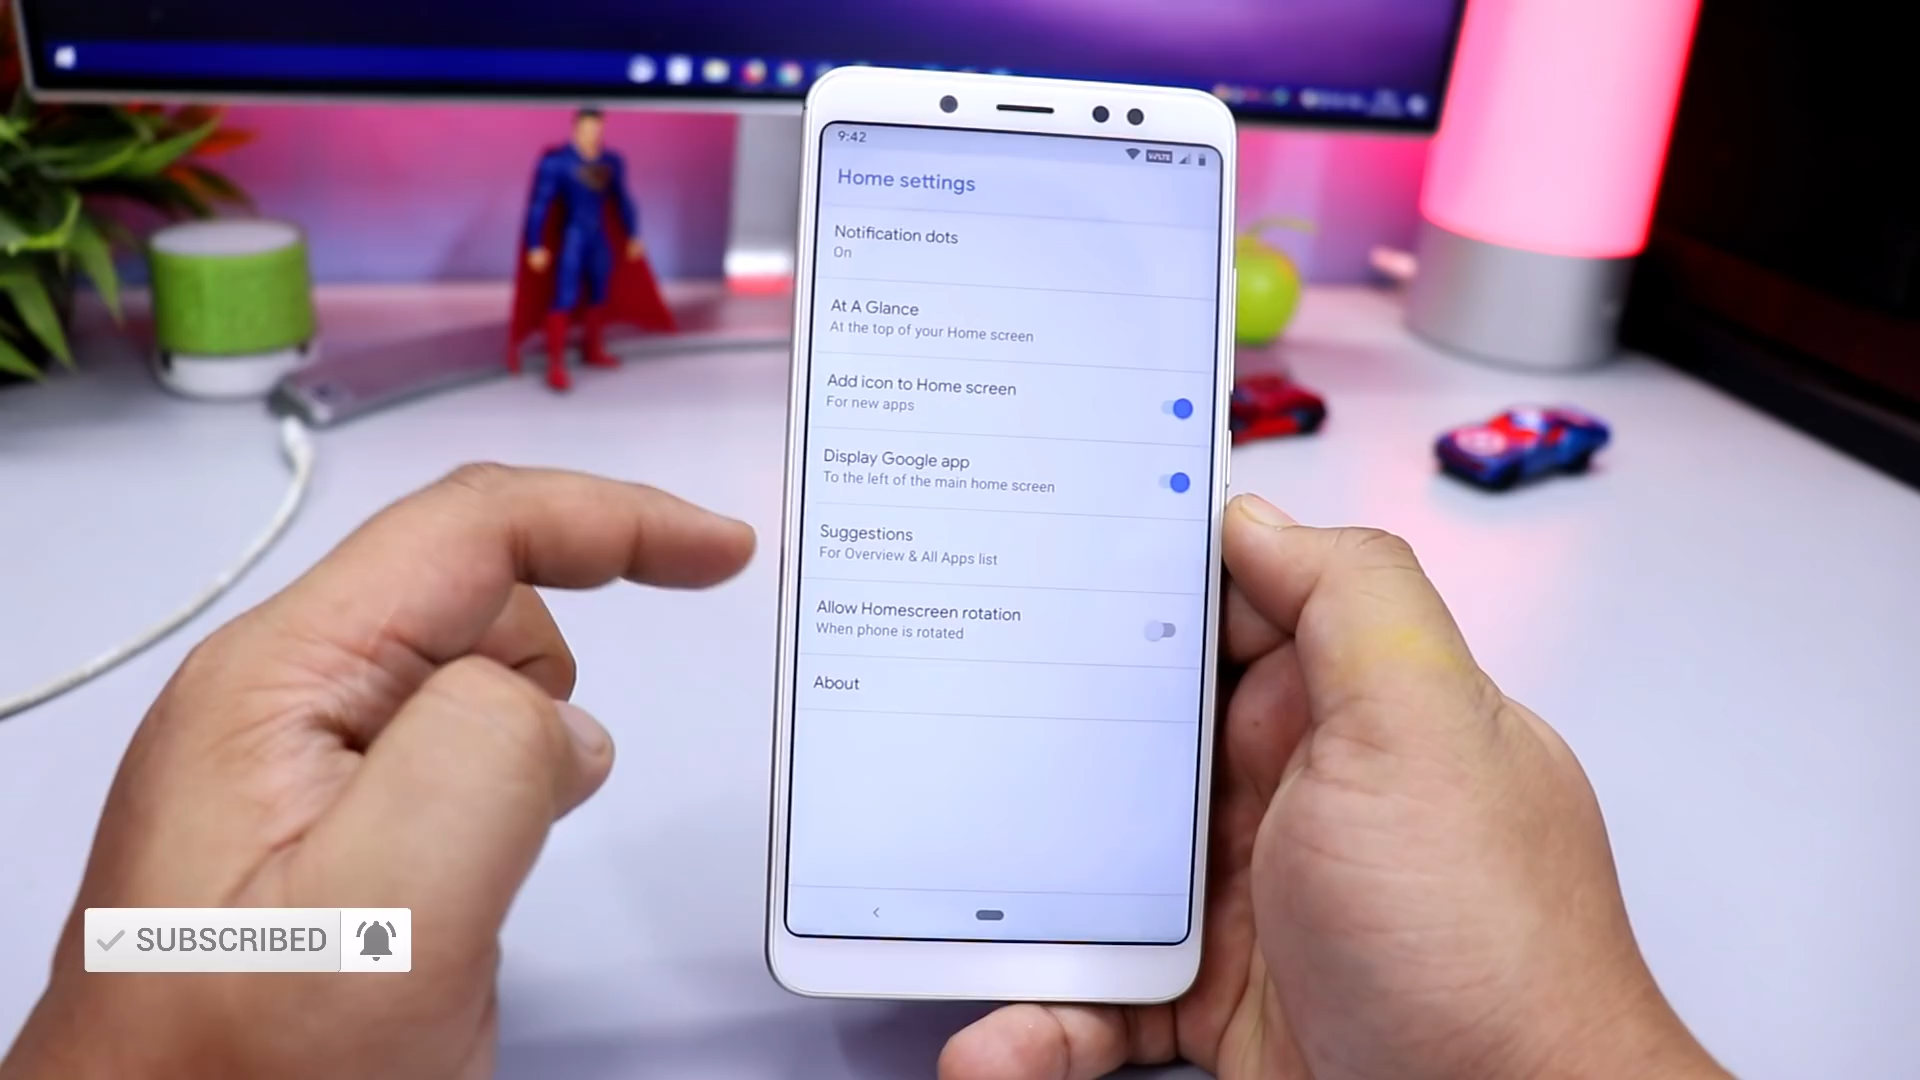 9:42
VoLTE
Home settings
Notification dots
On
At A Glance
At the top of your Home screen
Add icon to Home screen
For new apps
Display Google app
To the left of the main home screen
Suggestions
For Overview & All Apps list
Allow Homescreen rotation
When phone is rotated
About
SUBSCRIBED